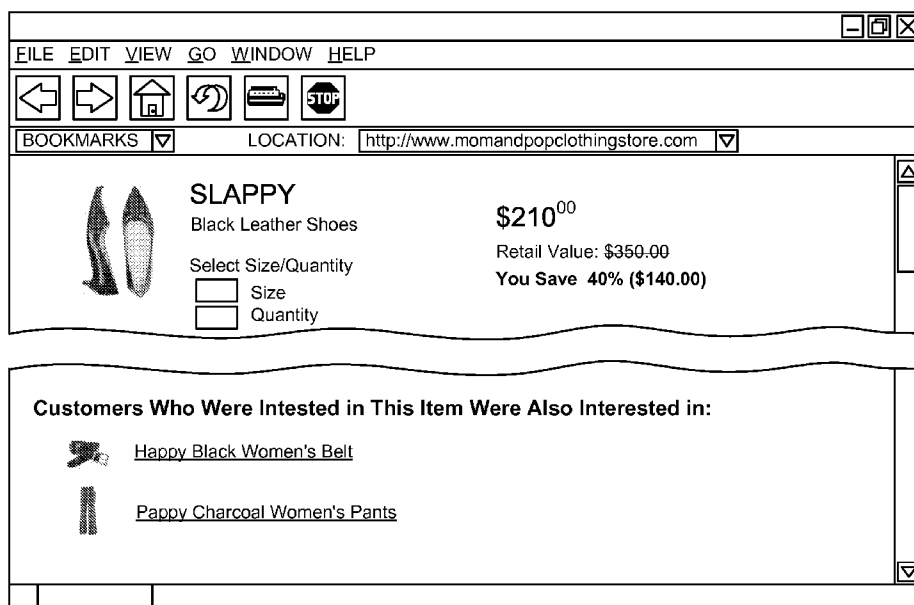 FILE EDIT VIEW GO WINDOW HELP
STOP
BOOKMARKS LOCATION: http://www.momandpopclothingstore.com
SLAPPY
Black Leather Shoes
$210⁰⁰
Retail Value: $350.00
You Save 40% ($140.00)
Select Size/Quantity
Size
Quantity
Customers Who Were Intested in This Item Were Also Interested in:
Happy Black Women's Belt
Pappy Charcoal Women's Pants